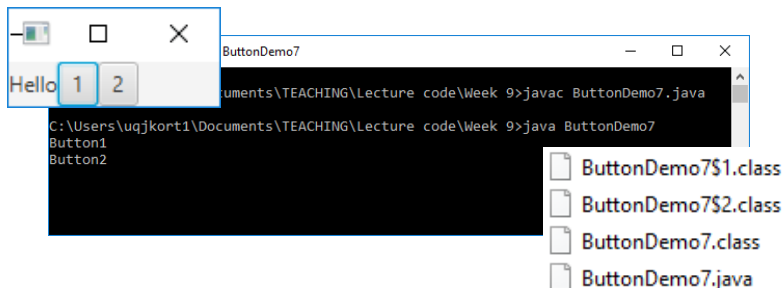 ButtonDemo7
Hello 1 2
cuments\TEACHING\Lecture code\Week 9>javac ButtonDemo7.java
C:\Users\uqjkort1\Documents\TEACHING\Lecture code\Week 9>java ButtonDemo7
Button1
Button2
ButtonDemo7$1.class
ButtonDemo7$2.class
ButtonDemo7.class
ButtonDemo7.java